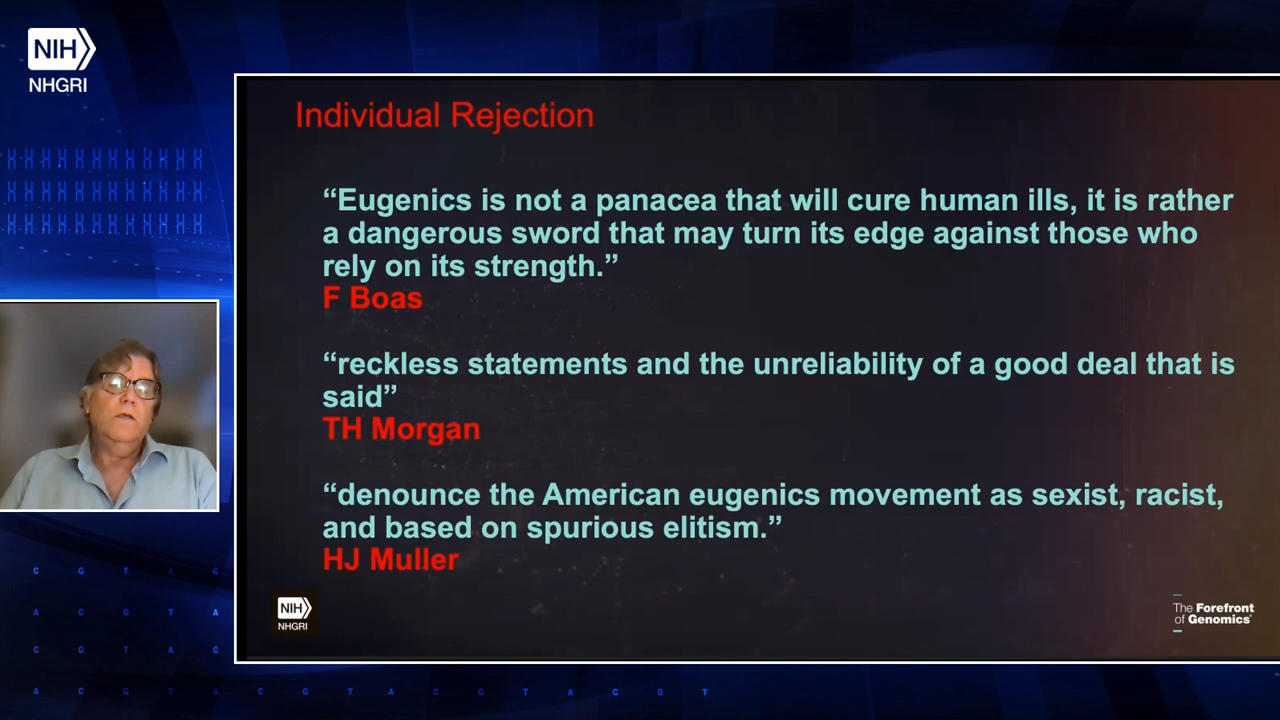 NIH
NHGRI
Individual Rejection
“Eugenics is not a panacea that will cure human ills, it is rather
a dangerous sword that may turn its edge against those who
rely on its strength.”
F Boas
“reckless statements and the unreliability of a good deal that is
said”
TH Morgan
“denounce the American eugenics movement as sexist, racist,
and based on spurious elitism.”
HJ Muller
NIH
NHGRI
The Forefront
of Genomics®
C G T A C
A C G T A
C G T A C
A C G T A C G T A C G T A C G T